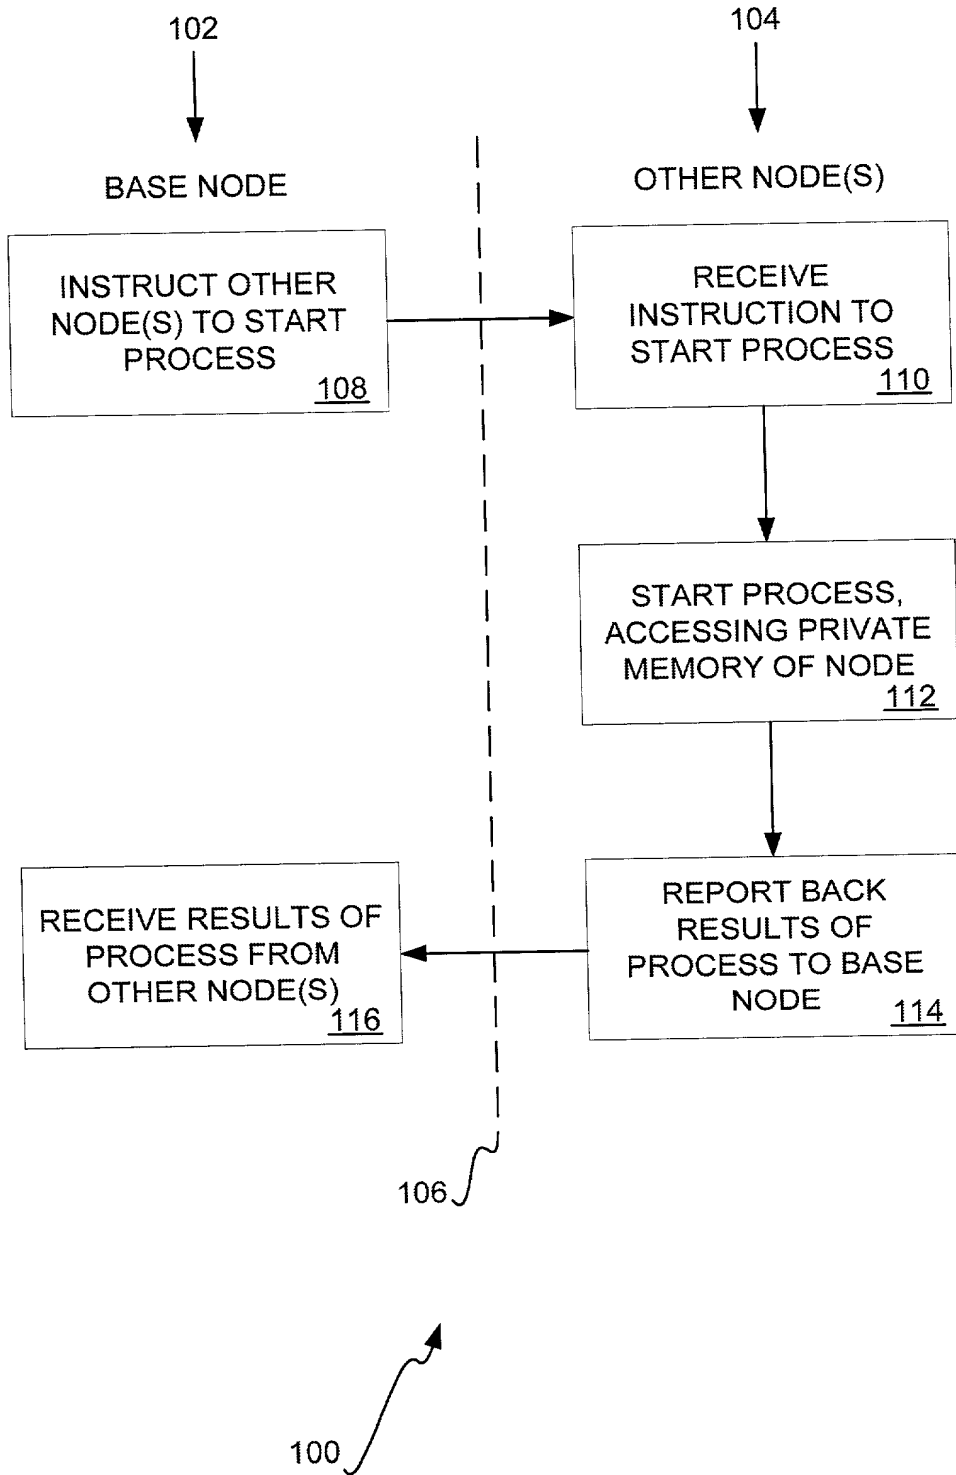 102
104
BASE NODE
OTHER NODE(S)
INSTRUCT OTHER
NODE(S) TO START
PROCESS
108
RECEIVE
INSTRUCTION TO
START PROCESS
110
START PROCESS,
ACCESSING PRIVATE
MEMORY OF NODE
112
REPORT BACK
RESULTS OF
PROCESS TO BASE
NODE
114
RECEIVE RESULTS OF
PROCESS FROM
OTHER NODE(S)
116
106
100